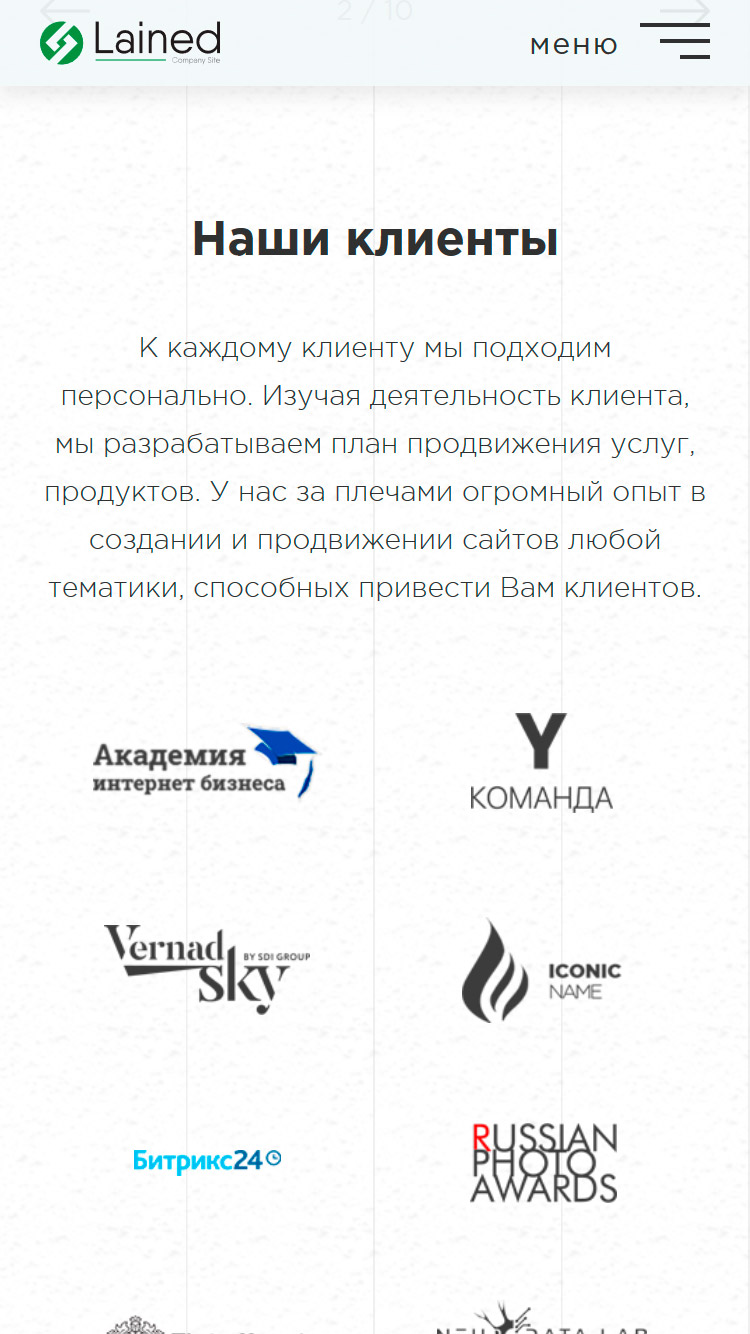 2 / 10
Lained
Company Site
меню
Наши клиенты
К каждому клиенту мы подходим
персонально. Изучая деятельность клиента,
мы разрабатываем план продвижения услуг,
продуктов. У нас за плечами огромный опыт в
создании и продвижении сайтов любой
тематики, способных привести Вам клиентов.
Академия
интернет бизнеса
Y
КОМАНДА
Vernad
sky
BY SDI GROUP
ICONIC
NAME
Битрикс24
RUSSIAN
PHOTO
AWARDS
DATA LAB